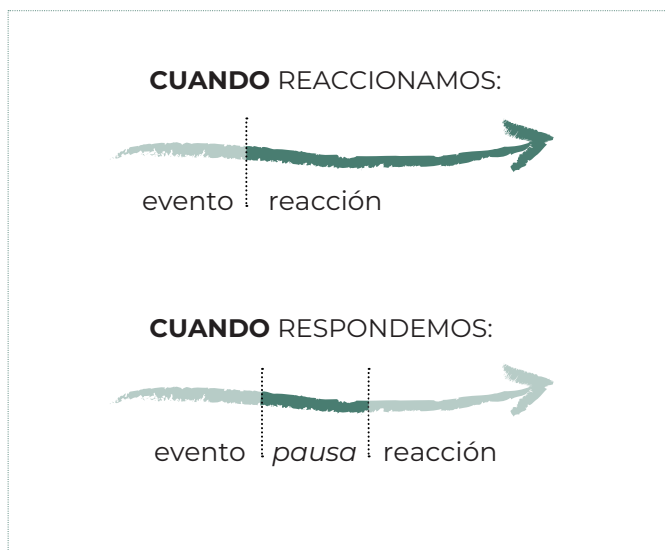 CUANDO REACCIONAMOS:
evento reacción
CUANDO RESPONDEMOS:
evento pausa reacción